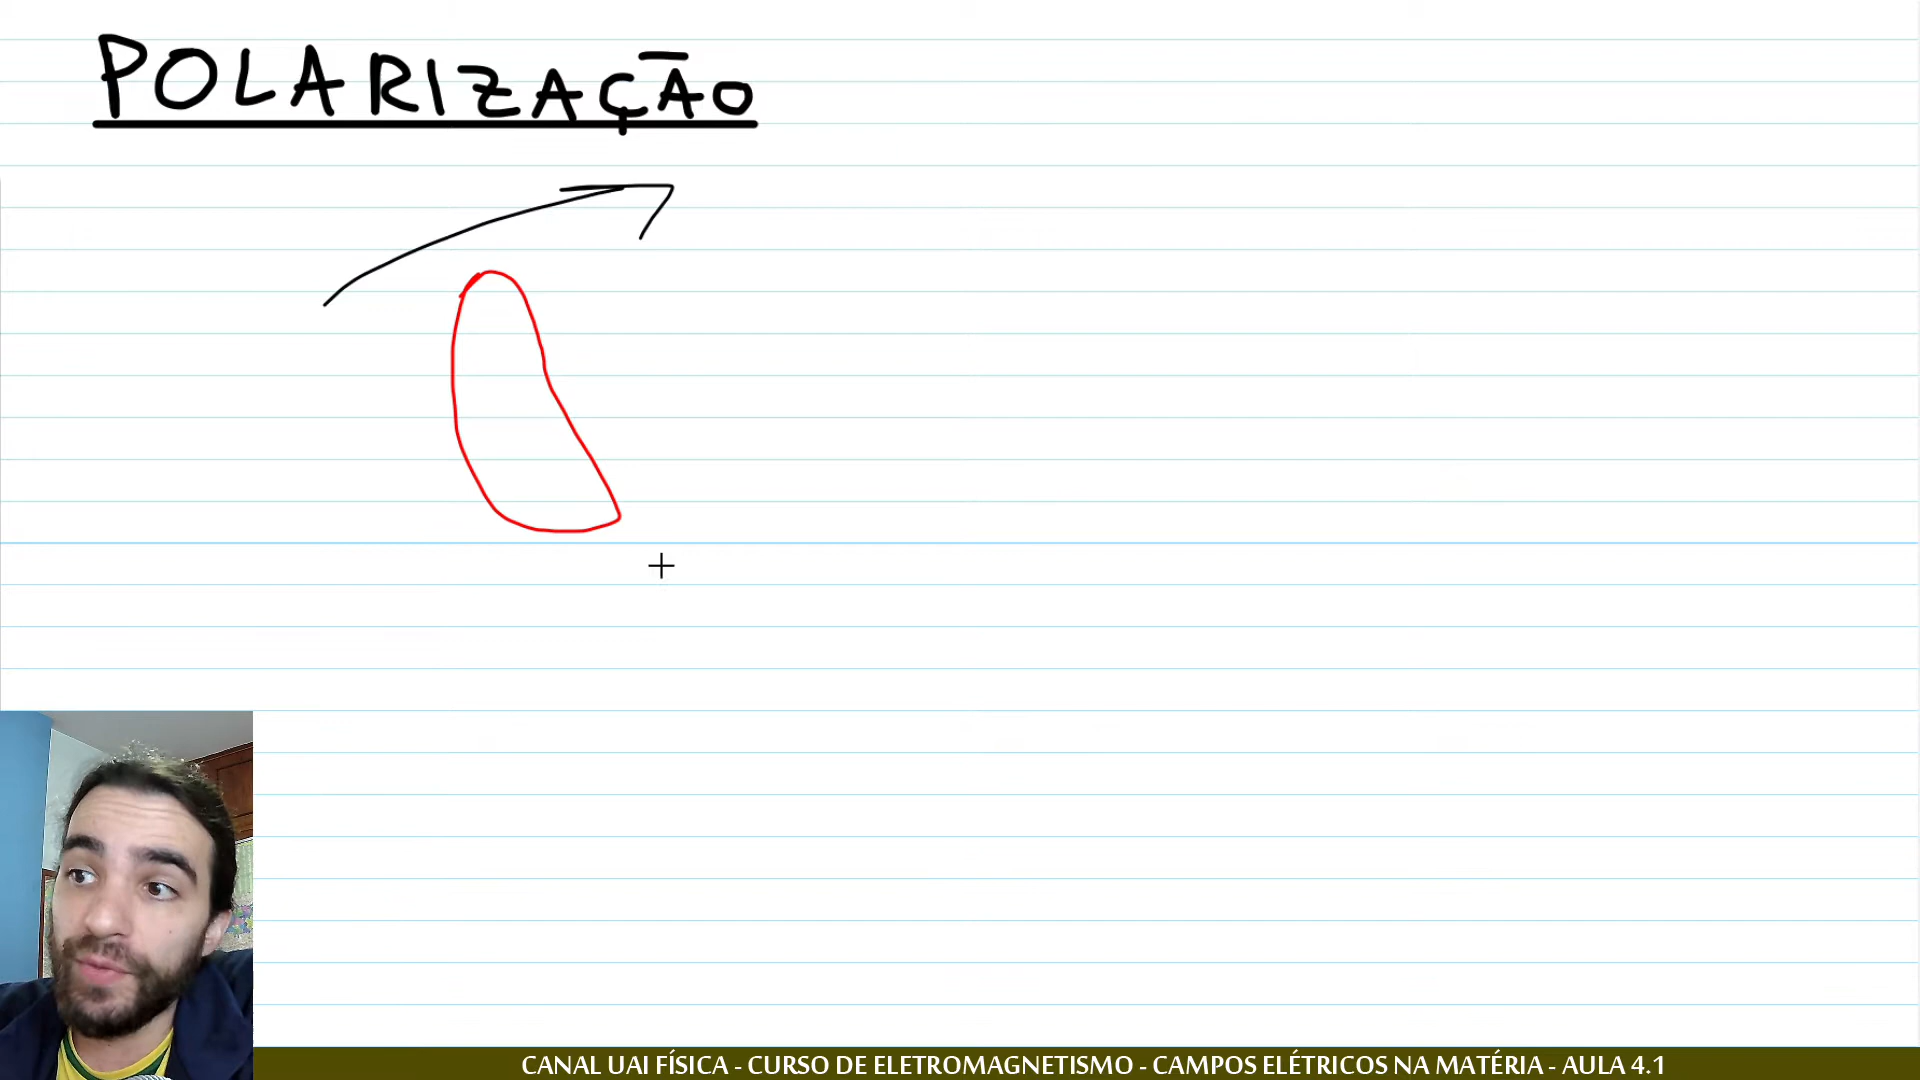 POLARIZAÇÃO
CANAL UAI FÍSICA - CURSO DE ELETROMAGNETISMO - CAMPOS ELÉTRICOS NA MATÉRIA - AULA 4.1